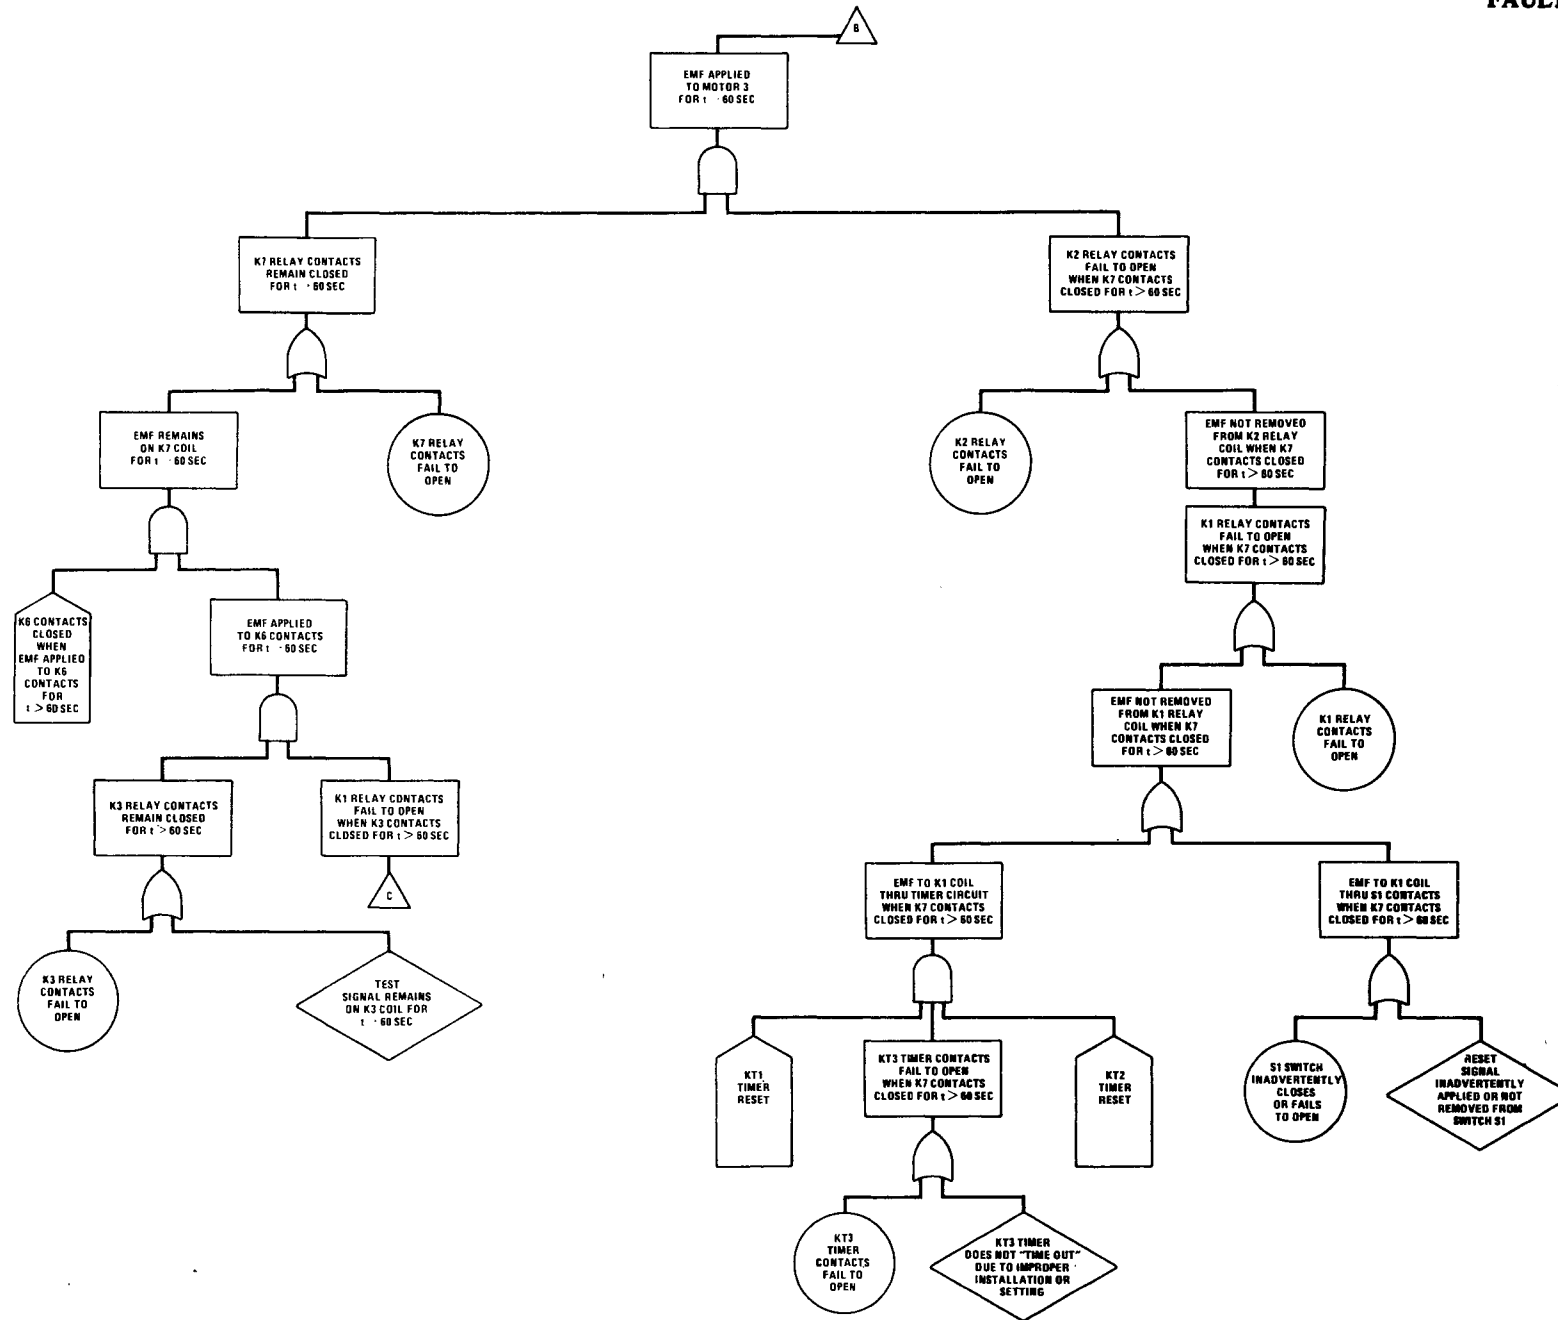 FAUL
B
EMF APPLIED
TO MOTOR 3
FOR t · 60 SEC
K7 RELAY CONTACTS
REMAIN CLOSED
FOR t · 60 SEC
K2 RELAY CONTACTS
FAIL TO OPEN
WHEN K7 CONTACTS
CLOSED FOR t > 60 SEC
EMF REMAINS
ON K7 COIL
FOR t · 60 SEC
K7 RELAY
CONTACTS
FAIL TO
OPEN
K2 RELAY
CONTACTS
FAIL TO
OPEN
EMF NOT REMOVED
FROM K2 RELAY
COIL WHEN K7
CONTACTS CLOSED
FOR t > 60 SEC
K1 RELAY CONTACTS
FAIL TO OPEN
WHEN K7 CONTACTS
CLOSED FOR t > 60 SEC
K6 CONTACTS
CLOSED
WHEN
EMF APPLIED
TO K6
CONTACTS
FOR
t > 60 SEC
EMF APPLIED
TO K6 CONTACTS
FOR t · 60 SEC
EMF NOT REMOVED
FROM K1 RELAY
COIL WHEN K7
CONTACTS CLOSED
FOR t > 60 SEC
K1 RELAY
CONTACTS
FAIL TO
OPEN
K3 RELAY CONTACTS
REMAIN CLOSED
FOR t > 60 SEC
K1 RELAY CONTACTS
FAIL TO OPEN
WHEN K3 CONTACTS
CLOSED FOR t > 60 SEC
C
EMF TO K1 COIL
THRU TIMER CIRCUIT
WHEN K7 CONTACTS
CLOSED FOR t > 60 SEC
EMF TO K1 COIL
THRU S1 CONTACTS
WHEN K7 CONTACTS
CLOSED FOR t > 60 SEC
K3 RELAY
CONTACTS
FAIL TO
OPEN
TEST
SIGNAL REMAINS
ON K3 COIL FOR
t · 60 SEC
KT1
TIMER
RESET
KT3 TIMER CONTACTS
FAIL TO OPEN
WHEN K7 CONTACTS
CLOSED FOR t > 60 SEC
KT2
TIMER
RESET
S1 SWITCH
INADVERTENTLY
CLOSES
OR FAILS
TO OPEN
RESET
SIGNAL
INADVERTENTLY
APPLIED OR NOT
REMOVED FROM
SWITCH S1
KT3
TIMER
CONTACTS
FAIL TO
OPEN
KT3 TIMER
DOES NOT "TIME OUT"
DUE TO IMPROPER
INSTALLATION OR
SETTING